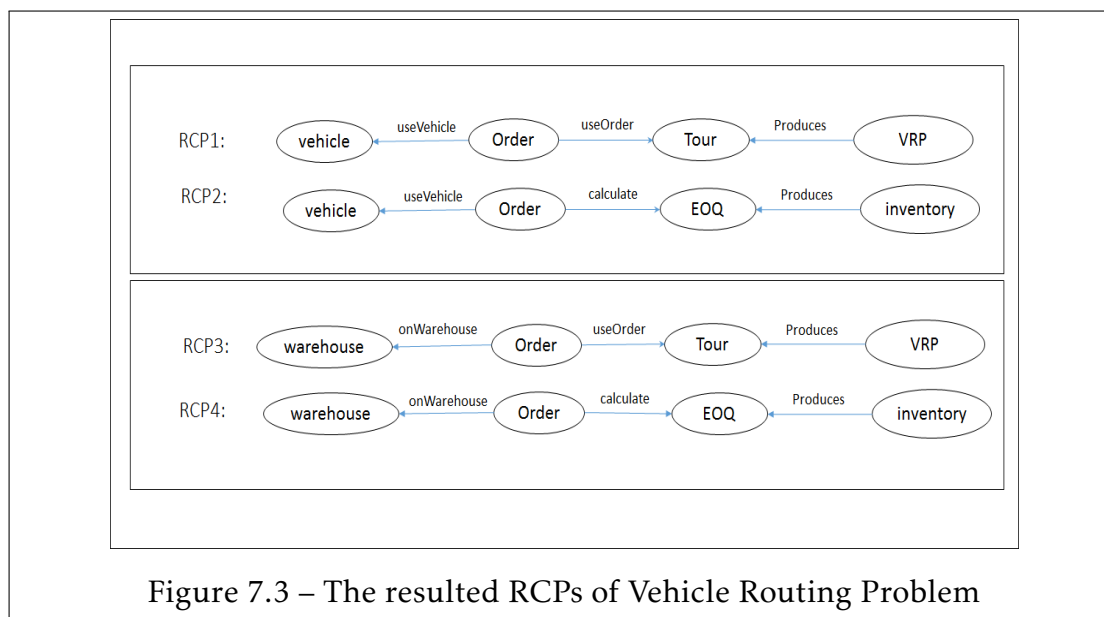 useVehicle useOrder Produces
RCP1: vehicle Order Tour VRP
RCP2: useVehicle calculate Produces
vehicle Order EOQ inventory
onWarehouse useOrder Produces
RCP3: warehouse Order Tour VRP
onWarehouse calculate Produces
RCP4: warehouse Order EOQ inventory
Figure 7.3 – The resulted RCPs of Vehicle Routing Problem